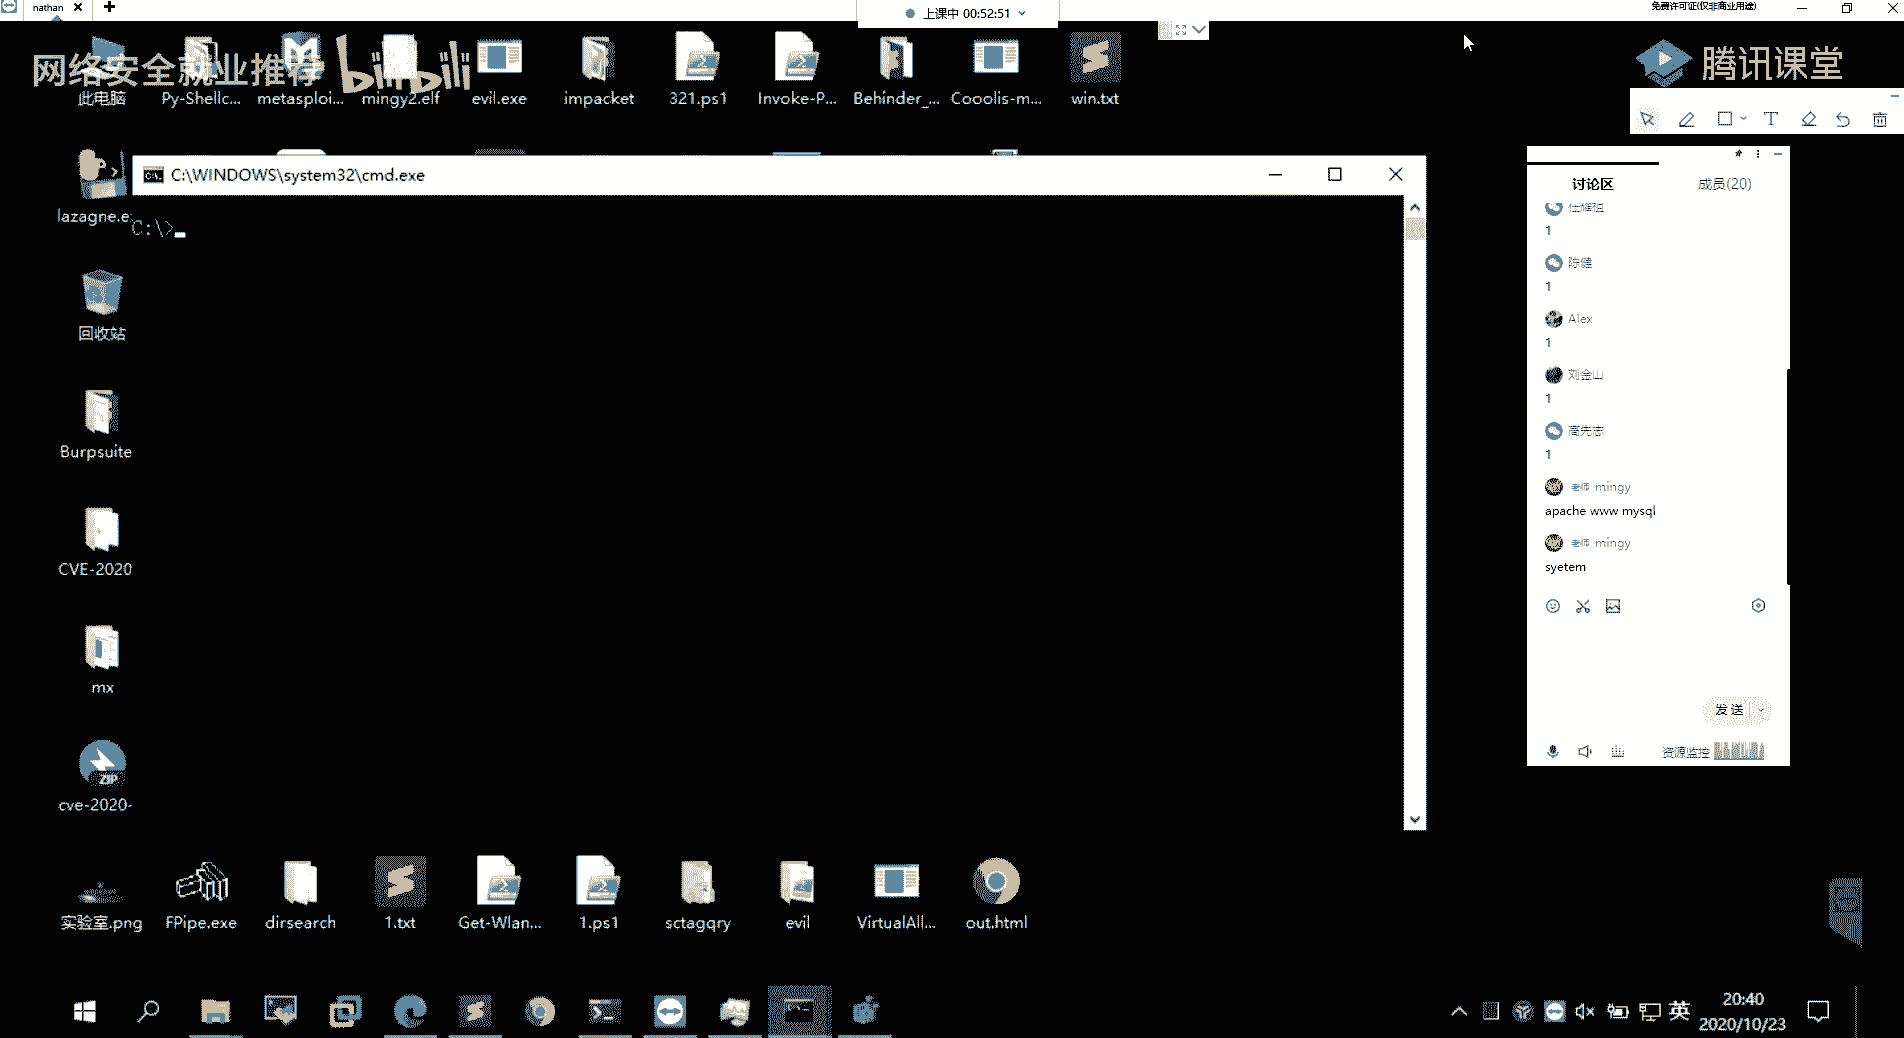 nathan
上课中 00:52:51
免费许可证(仅非商业用途)
网络安全就业推荐
bilibili
腾讯课堂
此电脑
Py-Shellc...
metasploi...
mingy2.elf
evil.exe
impacket
321.ps1
Invoke-P...
Behinder_...
Cooolis-m...
win.txt
C:\WINDOWS\system32\cmd.exe
C:\>
lazagne.e
回收站
Burpsuite
CVE-2020
mx
cve-2020-
ZIP
讨论区
成员(20)
1
陈健
1
Alex
1
刘金山
1
高先志
1
老师 mingy
apache www mysql
老师 mingy
syetem
发送
资源监控
实验室.png
FPipe.exe
dirsearch
1.txt
Get-Wlan...
1.ps1
sctagqry
evil
VirtualAll...
out.html
英
20:40
2020/10/23